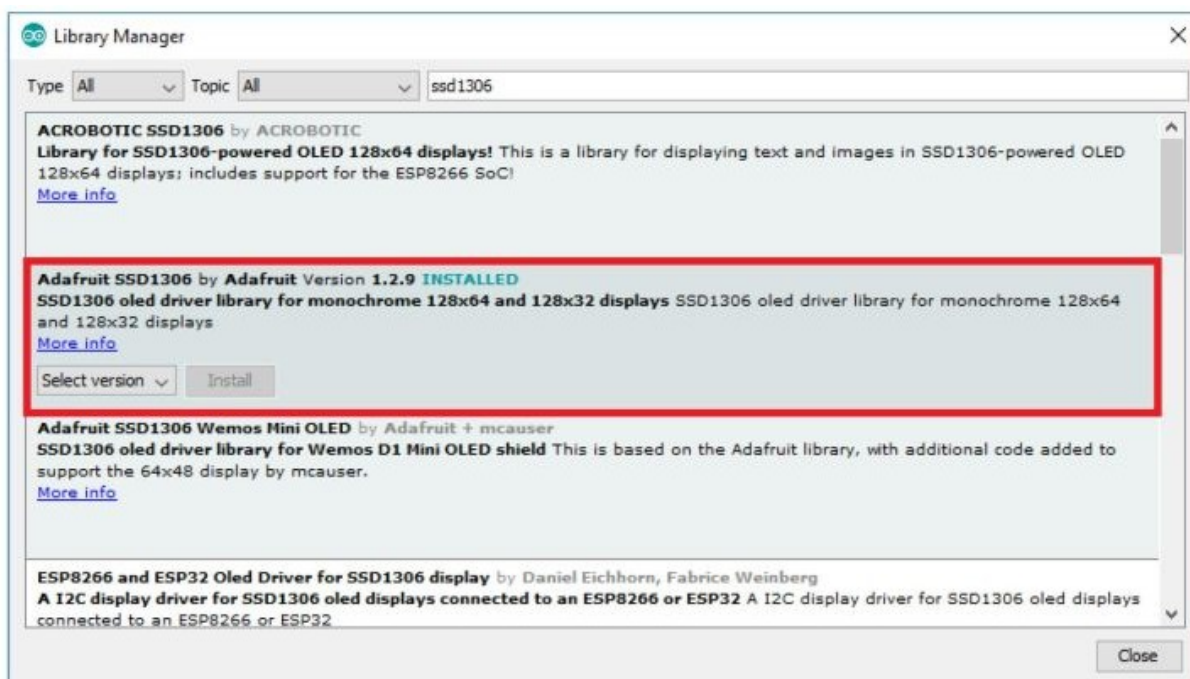 Library Manager
Type All Topic All ssd1306
ACROBOTIC SSD1306 by ACROBOTIC
Library for SSD1306-powered OLED 128x64 displays! This is a library for displaying text and images in SSD1306-powered OLED
128x64 displays; includes support for the ESP8266 SoC!
More info
Adafruit SSD1306 by Adafruit Version 1.2.9 INSTALLED
SSD1306 oled driver library for monochrome 128x64 and 128x32 displays SSD1306 oled driver library for monochrome 128x64
and 128x32 displays
More info
Select version Install
Adafruit SSD1306 Wemos Mini OLED by Adafruit + mcauser
SSD1306 oled driver library for Wemos D1 Mini OLED shield This is based on the Adafruit library, with additional code added to
support the 64x48 display by mcauser.
More info
ESP8266 and ESP32 Oled Driver for SSD1306 display by Daniel Eichhorn, Fabrice Weinberg
A I2C display driver for SSD1306 oled displays connected to an ESP8266 or ESP32 A I2C display driver for SSD1306 oled displays
connected to an ESP8266 or ESP32
Close